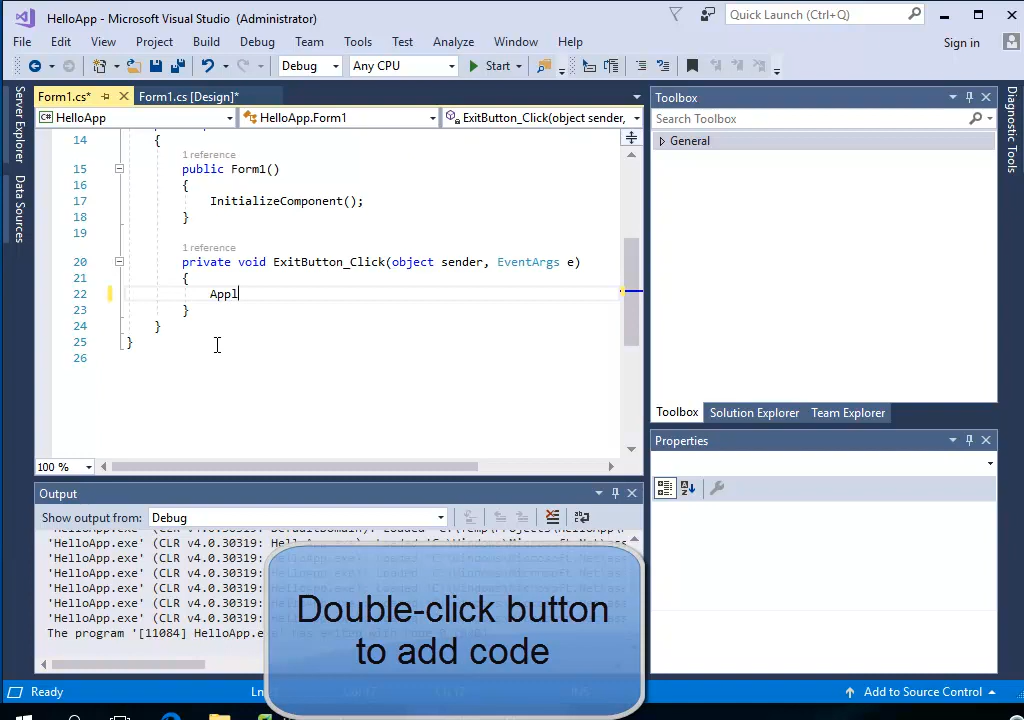 HelloApp - Microsoft Visual Studio (Administrator)
Quick Launch (Ctrl+Q)
File Edit View Project Build Debug Team Tools Test Analyze Window Help
Sign in
Debug Any CPU Start
Server Explorer
Data Sources
Form1.cs* Form1.cs [Design]*
C# HelloApp HelloApp.Form1 ExitButton_Click(object sender,
14 {
1 reference
15 public Form1()
16 {
17 InitializeComponent();
18 }
19
1 reference
20 private void ExitButton_Click(object sender, EventArgs e)
21 {
22 Appl
23 }
24 }
25 }
26
100 %
Toolbox
Search Toolbox
General
Toolbox Solution Explorer Team Explorer
Properties
Diagnostic Tools
Output
Show output from: Debug
'HelloApp.exe' (CLR v4.0.30319:
'HelloApp.exe' (CLR v4.0.30319:
'HelloApp.exe' (CLR v4.0.30319:
'HelloApp.exe' (CLR v4.0.30319:
'HelloApp.exe' (CLR v4.0.30319:
'HelloApp.exe' (CLR v4.0.30319:
'HelloApp.exe' (CLR v4.0.30319:
The program '[11084] HelloApp.exe'
Double-click button
to add code
Ready
Add to Source Control